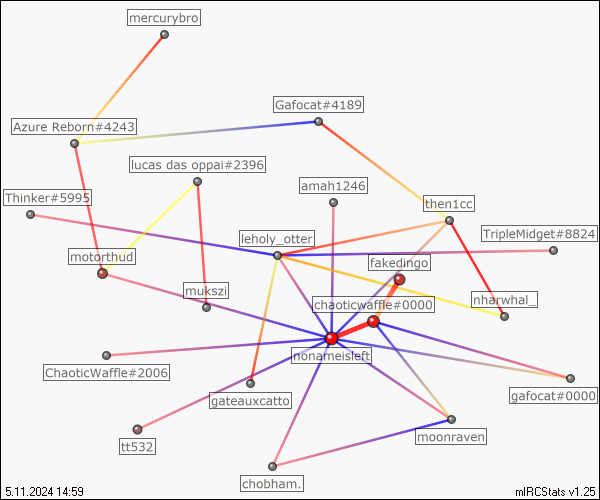 mercurybro
Gafocat#4189
Azure Reborn#4243
lucas das oppai#2396
amah1246
Thinker#5995
then1cc
TripleMidget#8824
leholy_otter
motorthud
fakedingo
mukszi
chaoticwaffle#0000
nharwhal_
nonameisleft
ChaoticWaffle#2006
gateauxcatto
gafocat#0000
tt532
moonraven
chobham.
5.11.2024 14:59
mIRCStats v1.25